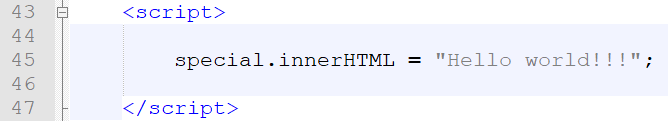 43 <script>
44
45 special.innerHTML = "Hello world!!!";
46
47 </script>